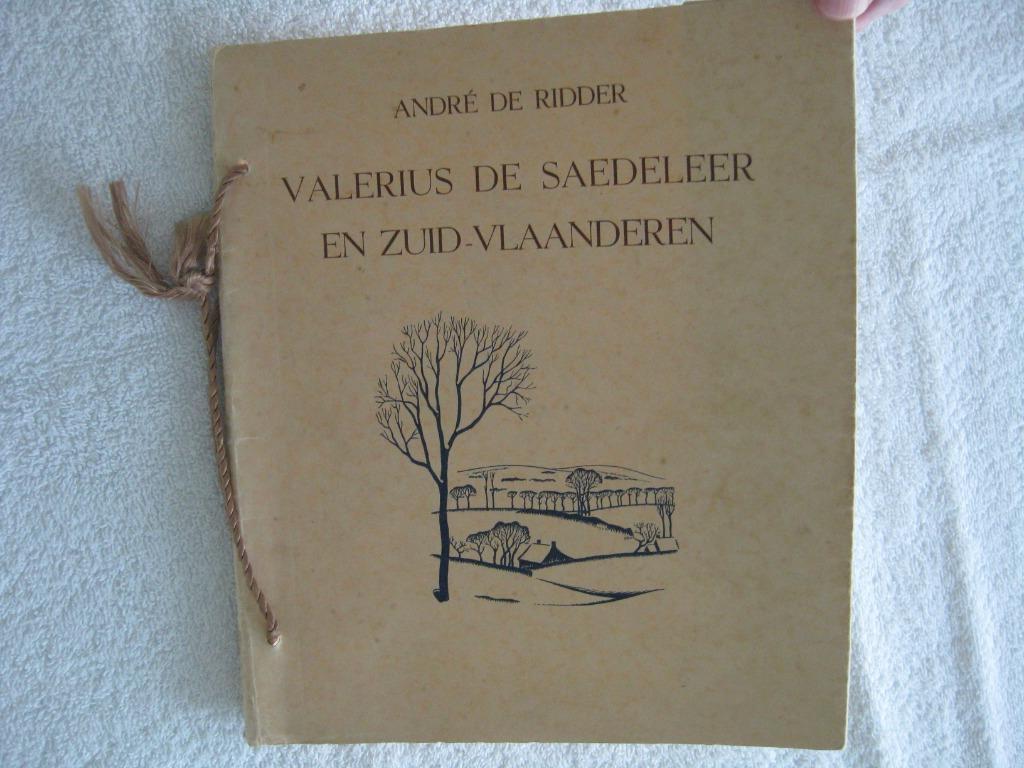 ANDRÉ DE RIDDER
VALERIUS DE SAEDELEER
EN ZUID-VLAANDEREN